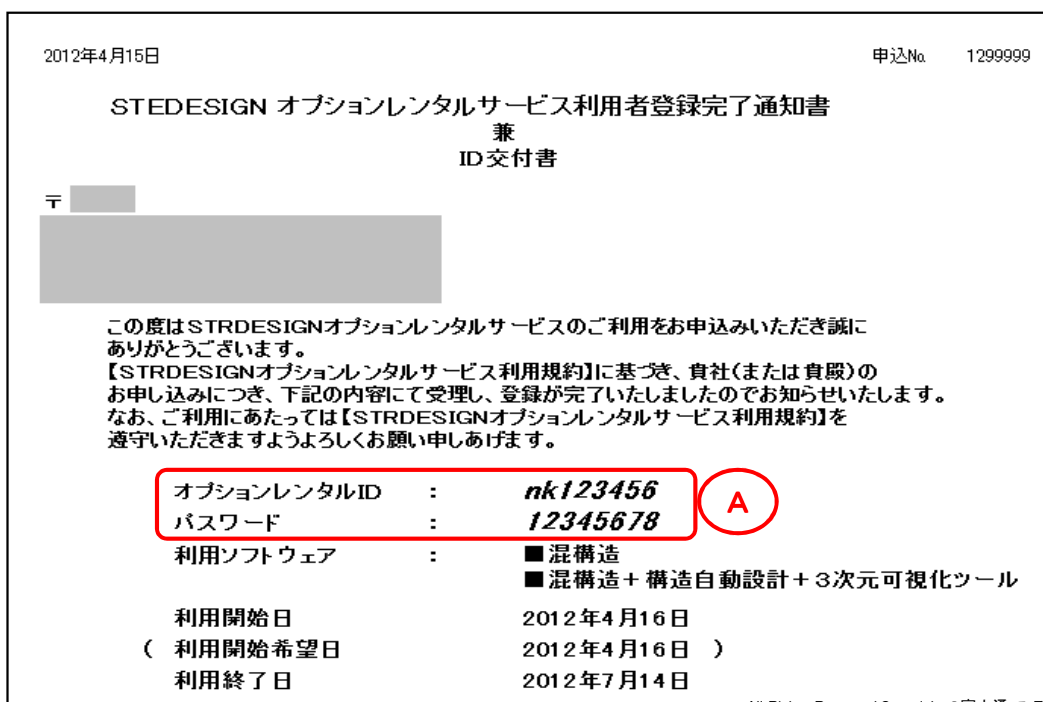 2012年4月15日 申込No. 1299999
STEDESIGN オプションレンタルサービス利用者登録完了通知書
兼
ID交付書
〒
この度はSTRDESIGNオプションレンタルサービスのご利用をお申込みいただき誠に
ありがとうございます。
【STRDESIGNオプションレンタルサービス利用規約】に基づき、貴社(または貴殿)の
お申し込みにつき、下記の内容にて受理し、登録が完了いたしましたのでお知らせいたします。
なお、ご利用にあたっては【STRDESIGNオプションレンタルサービス利用規約】を
遵守いただきますようよろしくお願い申しあげます。
オプションレンタルID : nk123456
パスワード : 12345678
A
利用ソフトウェア : ■混構造
■混構造+構造自動設計+3次元可視化ツール
利用開始日 2012年4月16日
( 利用開始希望日 2012年4月16日 )
利用終了日 2012年7月14日